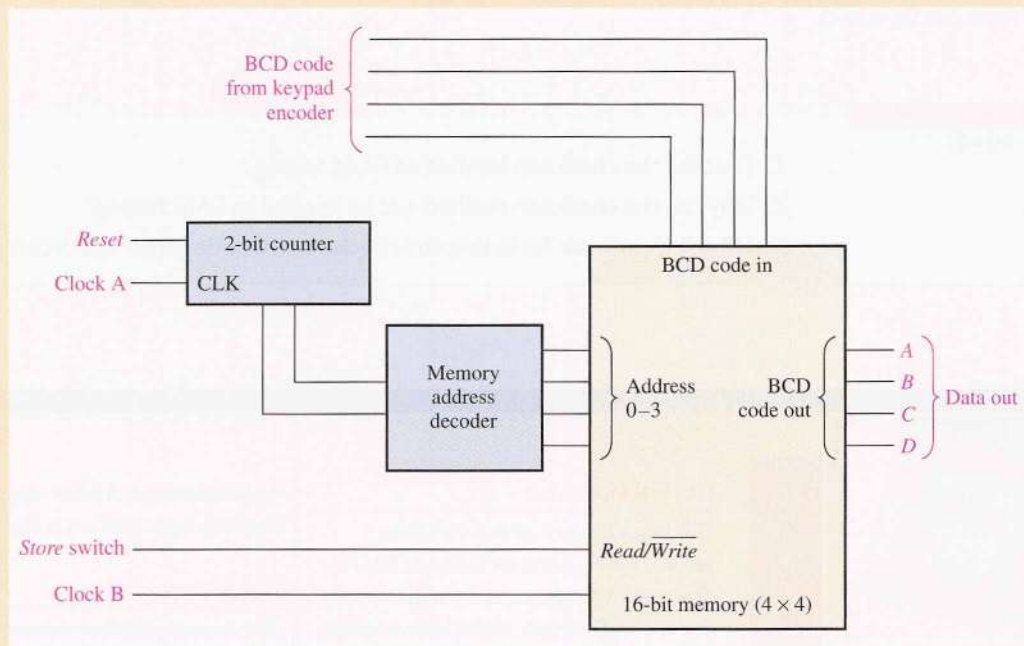 BCD code
from keypad
encoder
Reset
2-bit counter
Clock A
CLK
BCD code in
Memory
address
decoder
Address
0–3
BCD
code out
A
B
C
D
Data out
Store switch
Read/Write
Clock B
16-bit memory (4 × 4)